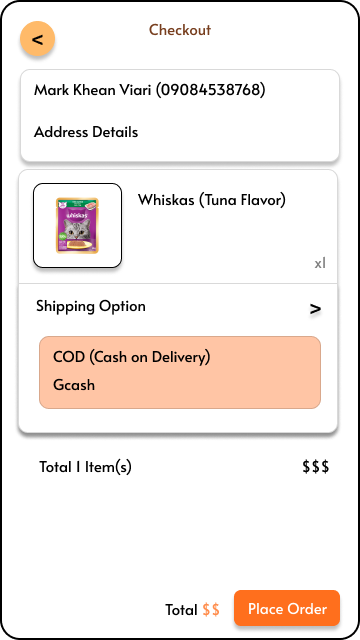 <
Checkout
Mark Khean Viari (09084538768)
Address Details
whiskas
Whiskas (Tuna Flavor)
x1
Shipping Option >
COD (Cash on Delivery)
Gcash
Total 1 Item(s) $$$
Total $$ Place Order